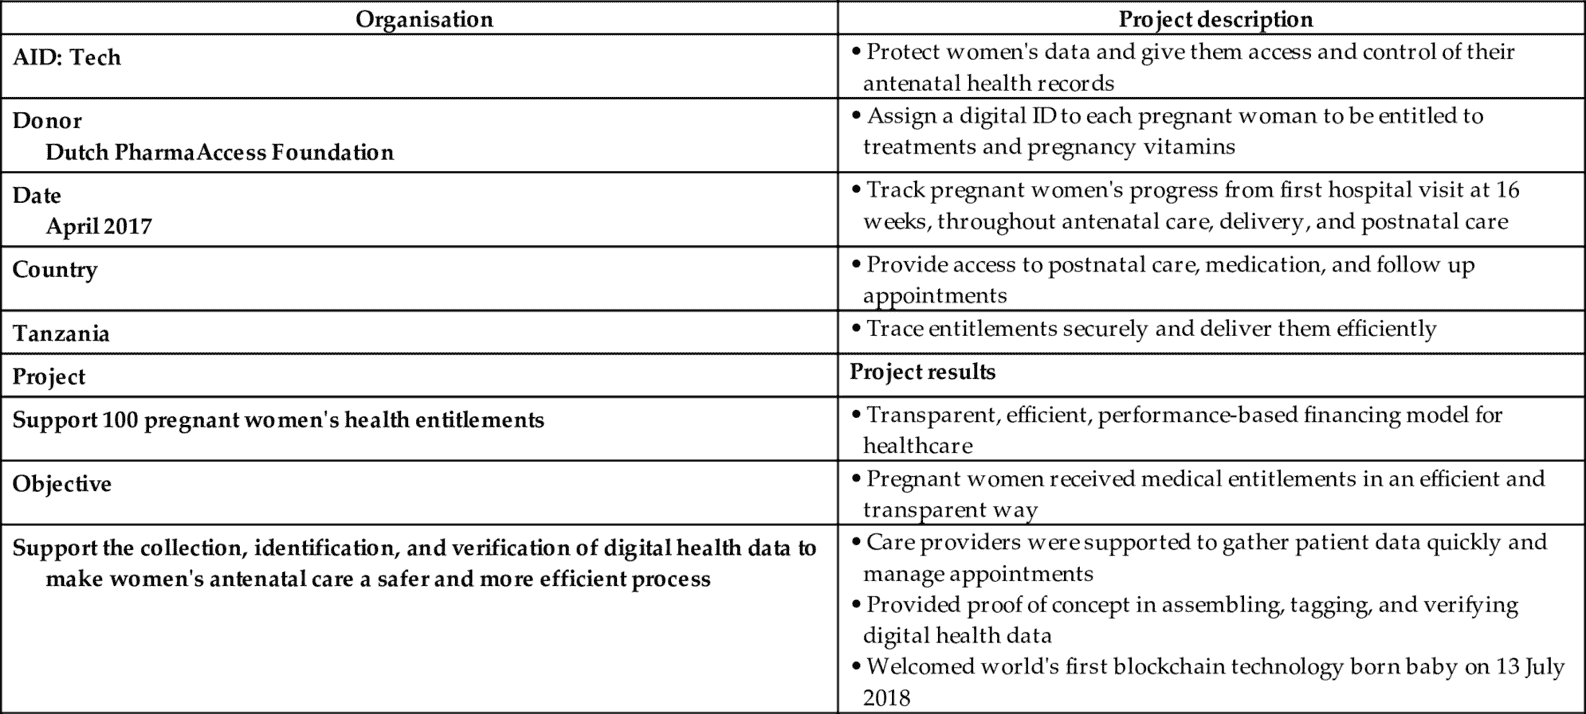 Organisation
Project description
AID: Tech
• Protect women's data and give them access and control of their
antenatal health records
Donor
Dutch PharmaAccess Foundation
• Assign a digital ID to each pregnant woman to be entitled to
treatments and pregnancy vitamins
Date
April 2017
• Track pregnant women's progress from first hospital visit at 16
weeks, throughout antenatal care, delivery, and postnatal care
Country
• Provide access to postnatal care, medication, and follow up
appointments
Tanzania
• Trace entitlements securely and deliver them efficiently
Project
Project results
Support 100 pregnant women's health entitlements
• Transparent, efficient, performance-based financing model for
healthcare
Objective
• Pregnant women received medical entitlements in an efficient and
transparent way
Support the collection, identification, and verification of digital health data to
make women's antenatal care a safer and more efficient process
• Care providers were supported to gather patient data quickly and
manage appointments
• Provided proof of concept in assembling, tagging, and verifying
digital health data
• Welcomed world's first blockchain technology born baby on 13 July
2018